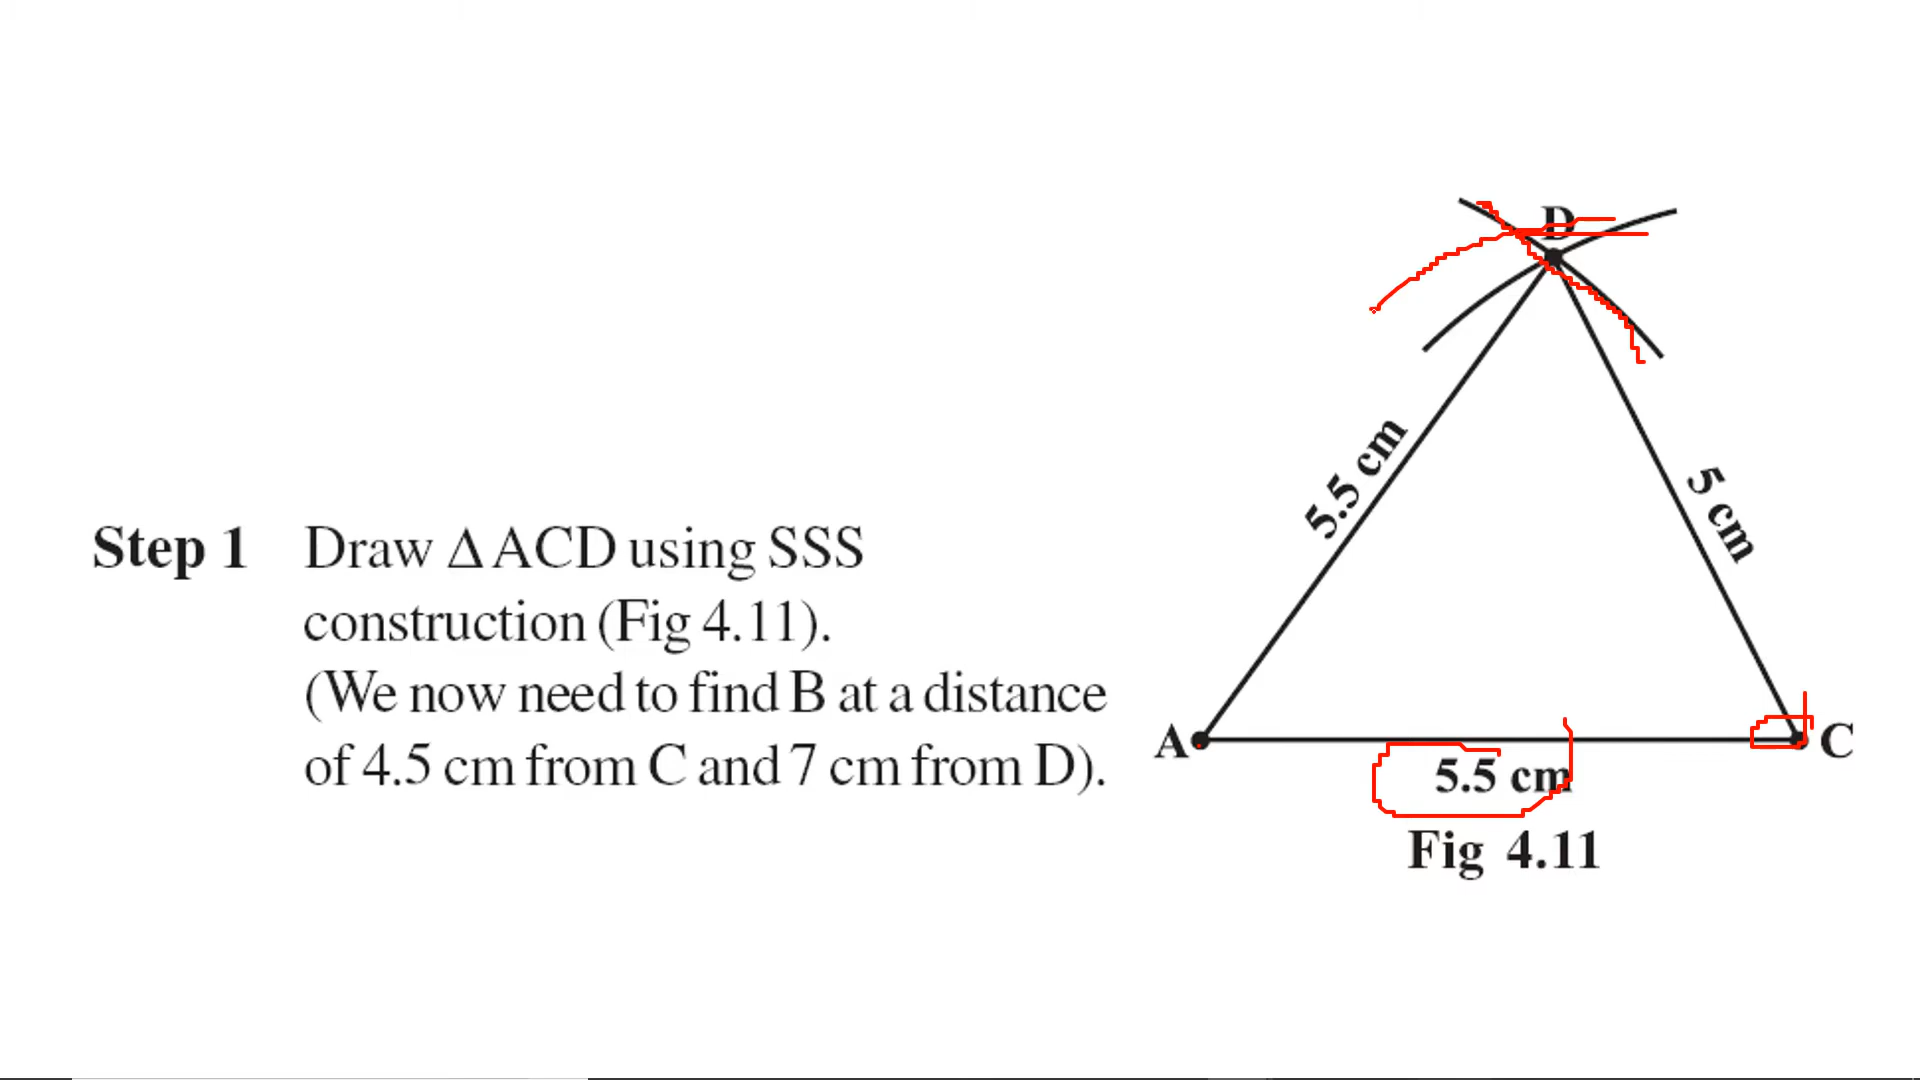 Step 1 Draw Δ ACD using SSS
construction (Fig 4.11).
(We now need to find B at a distance
of 4.5 cm from C and 7 cm from D).
D
5.5 cm
5 cm
A
C
5.5 cm
Fig 4.11